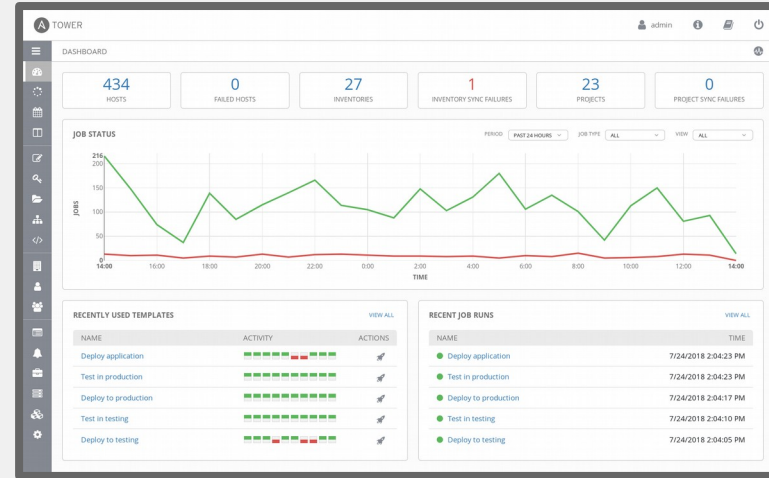 A TOWER
admin
DASHBOARD
434
HOSTS
0
FAILED HOSTS
27
INVENTORIES
1
INVENTORY SYNC FAILURES
23
PROJECTS
0
PROJECT SYNC FAILURES
JOB STATUS
PERIOD PAST 24 HOURS JOB TYPE ALL VIEW ALL
216
200
150
100
50
0
JOBS
14:00 16:00 18:00 20:00 22:00 0:00 2:00 4:00 6:00 8:00 10:00 12:00 14:00
TIME
RECENTLY USED TEMPLATES VIEW ALL
NAME ACTIVITY ACTIONS
Deploy application
Test in production
Deploy to production
Test in testing
Deploy to testing
RECENT JOB RUNS VIEW ALL
NAME TIME
Deploy application 7/24/2018 2:04:23 PM
Test in production 7/24/2018 2:04:23 PM
Deploy to production 7/24/2018 2:04:17 PM
Test in testing 7/24/2018 2:04:10 PM
Deploy to testing 7/24/2018 2:04:05 PM